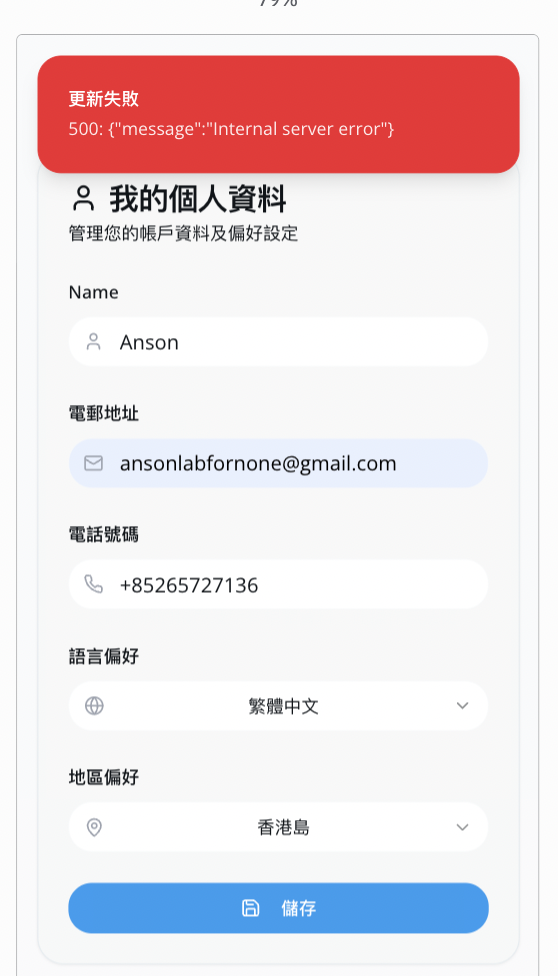 79%
更新失敗
500: {"message":"Internal server error"}
我的個人資料
管理您的帳戶資料及偏好設定
Name
Anson
電郵地址
ansonlabfornone@gmail.com
電話號碼
+85265727136
語言偏好
繁體中文
地區偏好
香港島
儲存